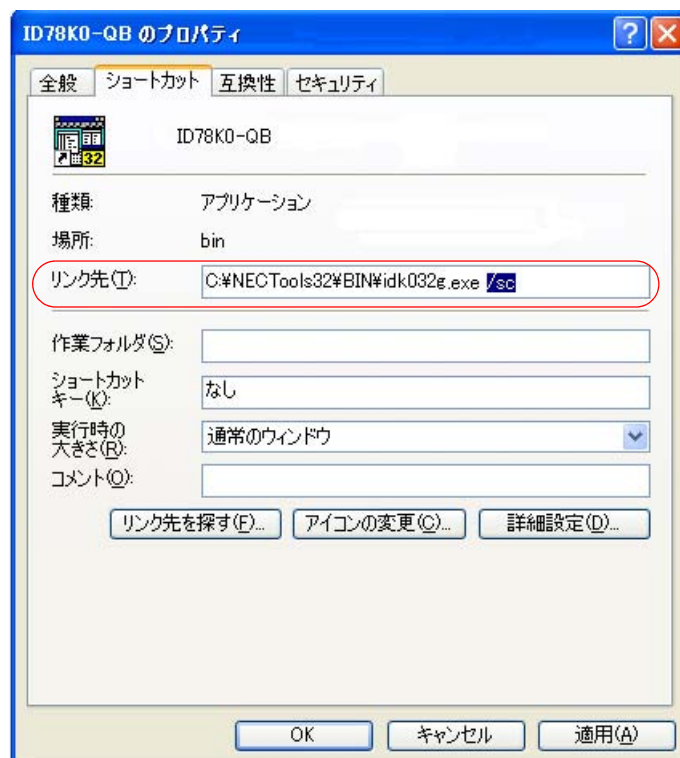 ID78K0-QB のプロパティ
全般 ショートカット 互換性 セキュリティ
32
ID78K0-QB
種類: アプリケーション
場所: bin
リンク先(T): C:¥NECTools32¥BIN¥idk032g.exe /sc
作業フォルダ(S):
ショートカット
キー(K): なし
実行時の
大きさ(R): 通常のウィンドウ
コメント(O):
リンク先を探す(F)... アイコンの変更(C)... 詳細設定(D)...
OK キャンセル 適用(A)